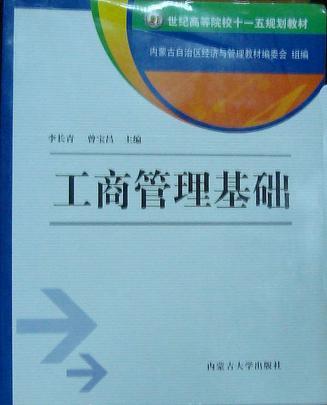 21世纪高等院校十一五规划教材
内蒙古自治区经济与管理教材编委会 组编
李长青 曾宝昌 主编
工商管理基础
内蒙古大学出版社